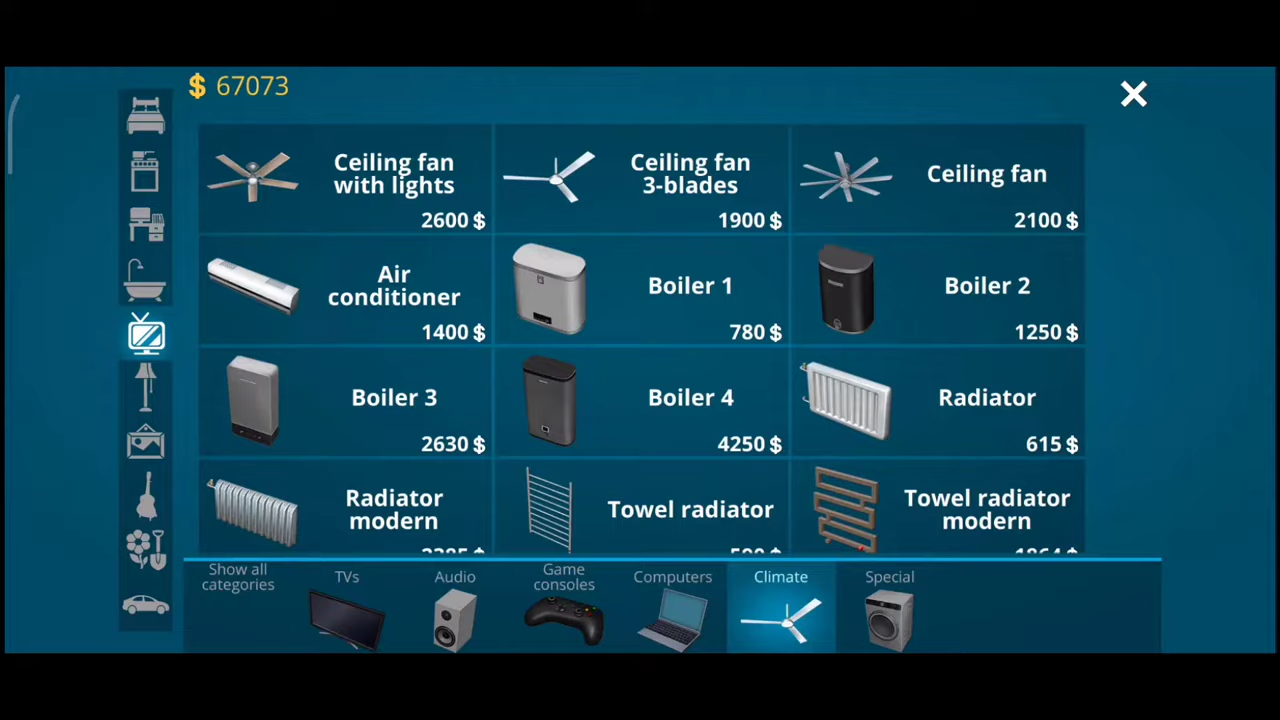 $ 67073
Ceiling fan
with lights
2600 $
Ceiling fan
3-blades
1900 $
Ceiling fan
2100 $
Air
conditioner
1400 $
Boiler 1
780 $
Boiler 2
1250 $
Boiler 3
2630 $
Boiler 4
4250 $
Radiator
615 $
Radiator
modern
Towel radiator
Towel radiator
modern
Show all
categories
TVs
Audio
Game
consoles
Computers
Climate
Special